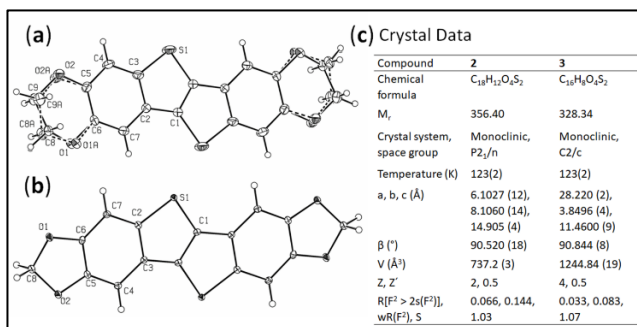 (a)
S1
C4
C3
O2
O2A
C5
C9
C9A
C2
C1
C6
C7
C8A
C8
O1
O1A
(b)
C7
S1
C2
C1
O1
C6
C3
C8
C5
C4
O2
(c) Crystal Data
Compound 2 3
Chemical formula C18H12O4S2 C16H8O4S2
Mr 356.40 328.34
Crystal system, space group Monoclinic, P21/n Monoclinic, C2/c
Temperature (K) 123(2) 123(2)
a, b, c (Å) 6.1027 (12), 28.220 (2),
8.1060 (14), 3.8496 (4),
14.905 (4) 11.4600 (9)
β (°) 90.520 (18) 90.844 (8)
V (Å3) 737.2 (3) 1244.84 (19)
Z, Z´ 2, 0.5 4, 0.5
R[F2 > 2s(F2)], 0.066, 0.144, 0.033, 0.083,
wR(F2), S 1.03 1.07